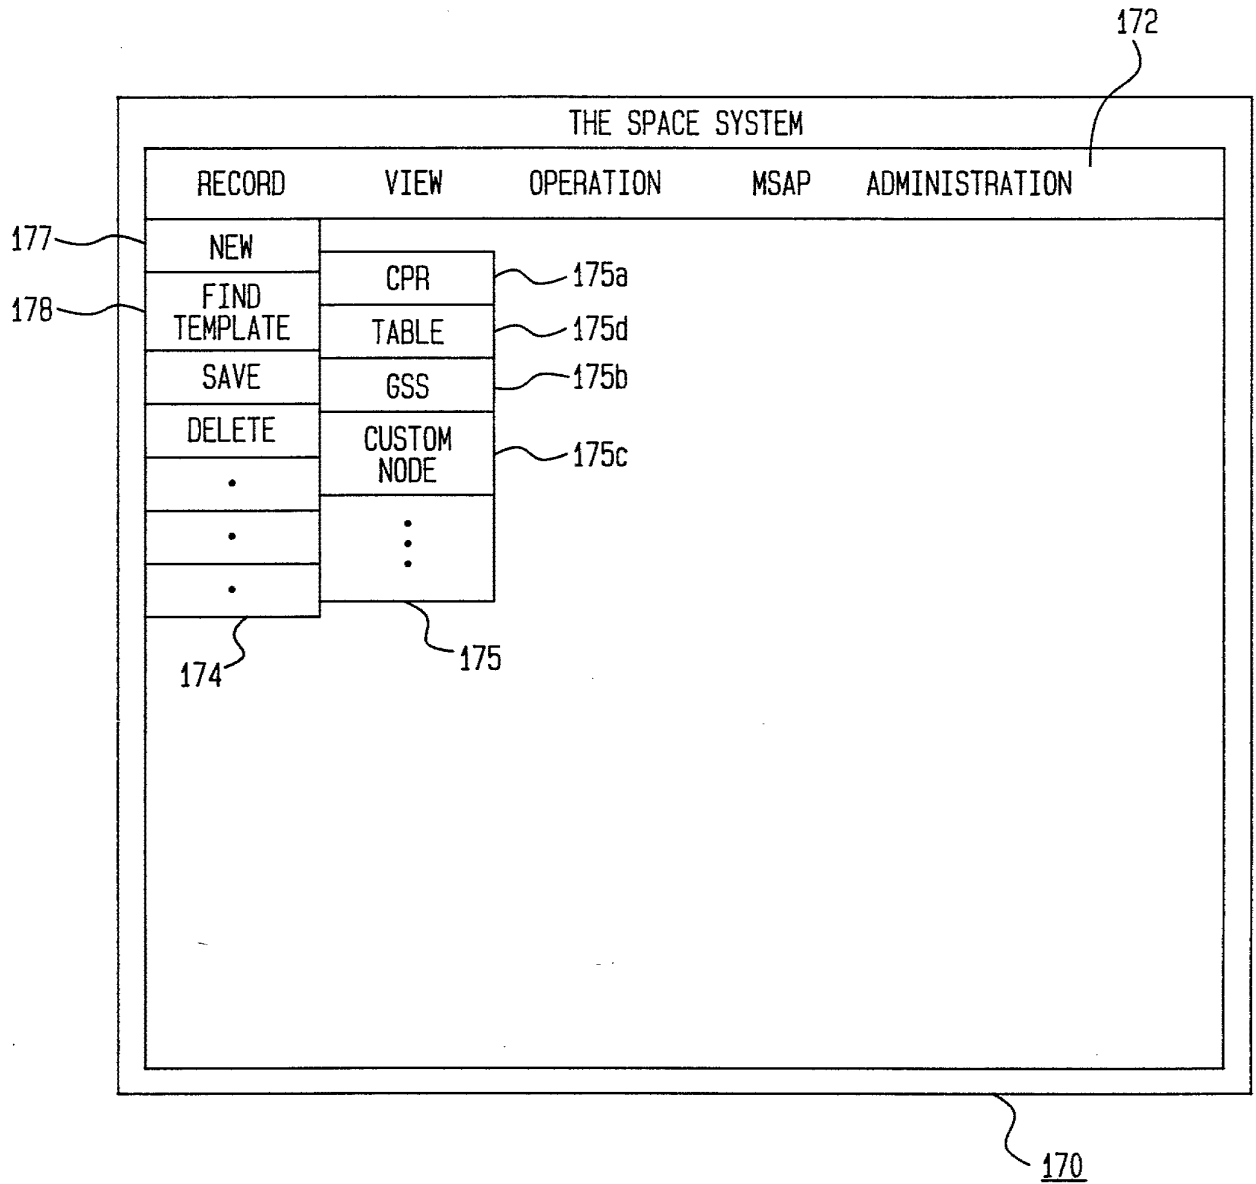 172
THE SPACE SYSTEM
RECORD VIEW OPERATION MSAP ADMINISTRATION
177 NEW
CPR 175a
178 FIND
TEMPLATE
TABLE 175d
SAVE
GSS 175b
DELETE
CUSTOM
NODE 175c
174
175
170